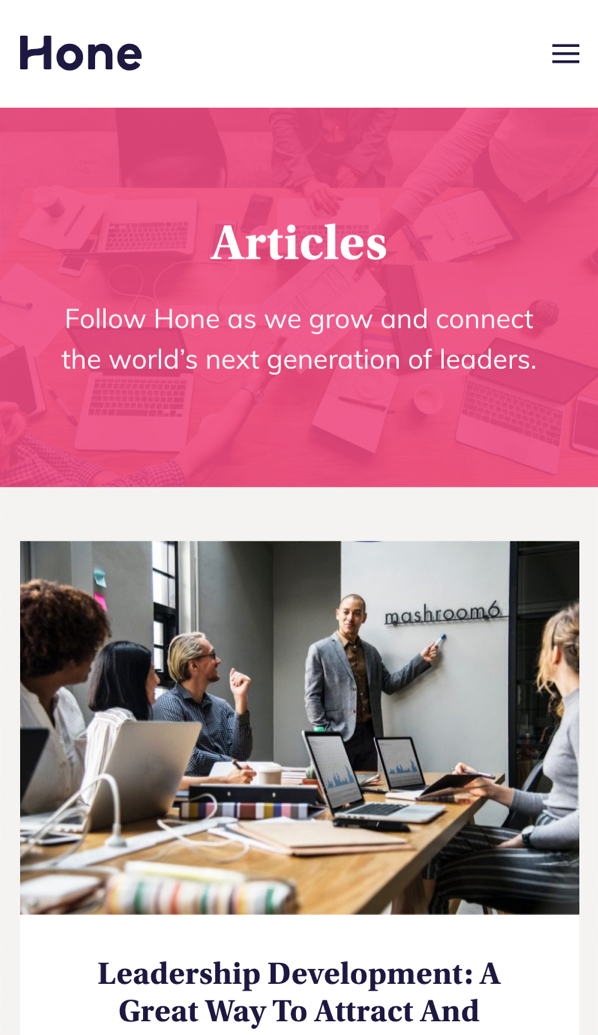 Hone
Articles
Follow Hone as we grow and connect
the world’s next generation of leaders.
mashroom6
Leadership Development: A
Great Way To Attract And